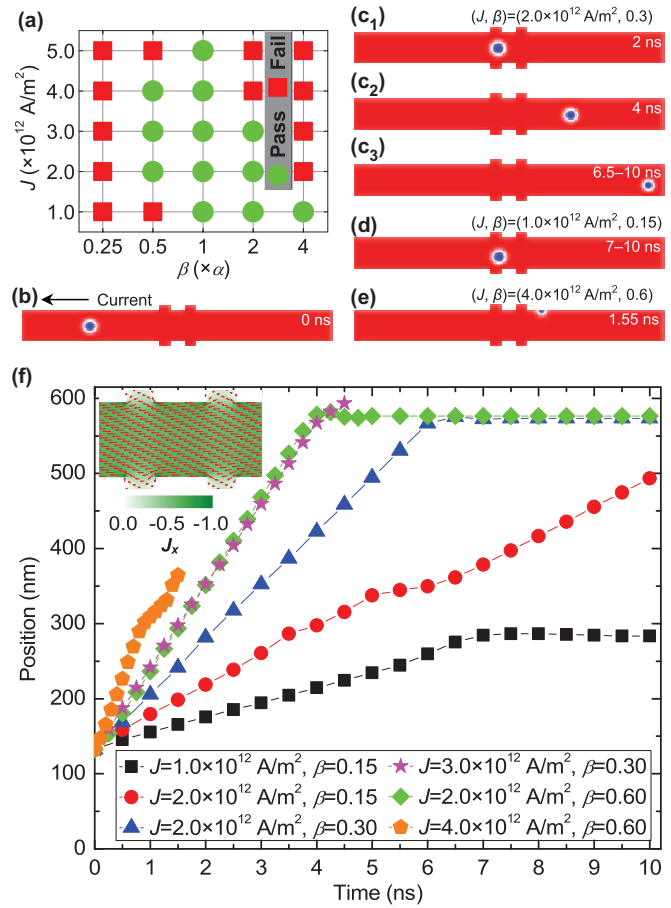 (a)
J (×10¹² A/m²)
5.0
4.0
3.0
2.0
1.0
Pass Fail
0.25 0.5 1 2 4
β (×α)
(b) Current
0 ns
(c₁) (J, β)=(2.0×10¹² A/m², 0.3)
2 ns
(c₂)
4 ns
(c₃)
6.5–10 ns
(d) (J, β)=(1.0×10¹² A/m², 0.15)
7–10 ns
(e) (J, β)=(4.0×10¹² A/m², 0.6)
1.55 ns
(f)
Position (nm)
600
500
400
300
200
100
0
0.0 -0.5 -1.0
Jₓ
J=1.0×10¹² A/m², β=0.15
J=2.0×10¹² A/m², β=0.15
J=2.0×10¹² A/m², β=0.30
J=3.0×10¹² A/m², β=0.30
J=2.0×10¹² A/m², β=0.60
J=4.0×10¹² A/m², β=0.60
0 1 2 3 4 5 6 7 8 9 10
Time (ns)